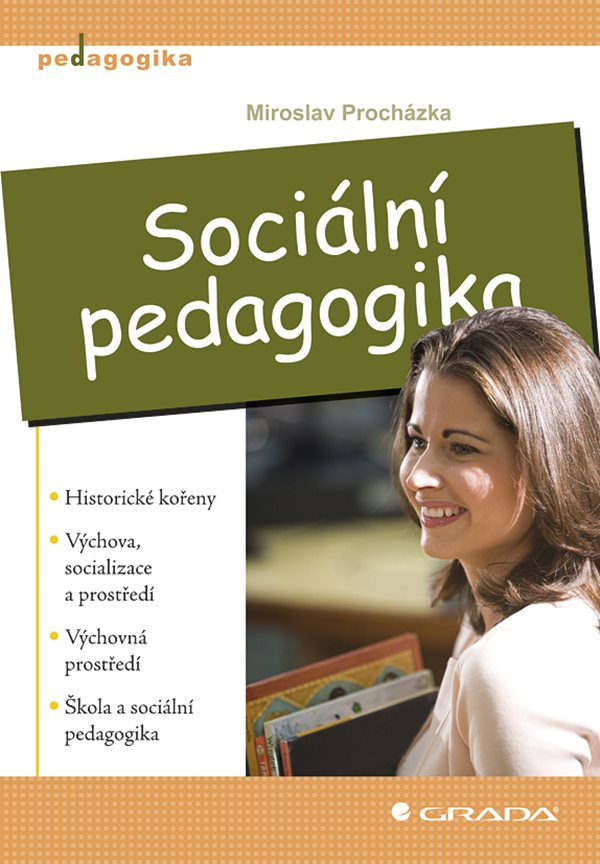 pedagogika
Miroslav Procházka
Sociální
pedagogika
• Historické kořeny
• Výchova,
socializace
a prostředí
• Výchovná
prostředí
• Škola a sociální
pedagogika
GRADA®